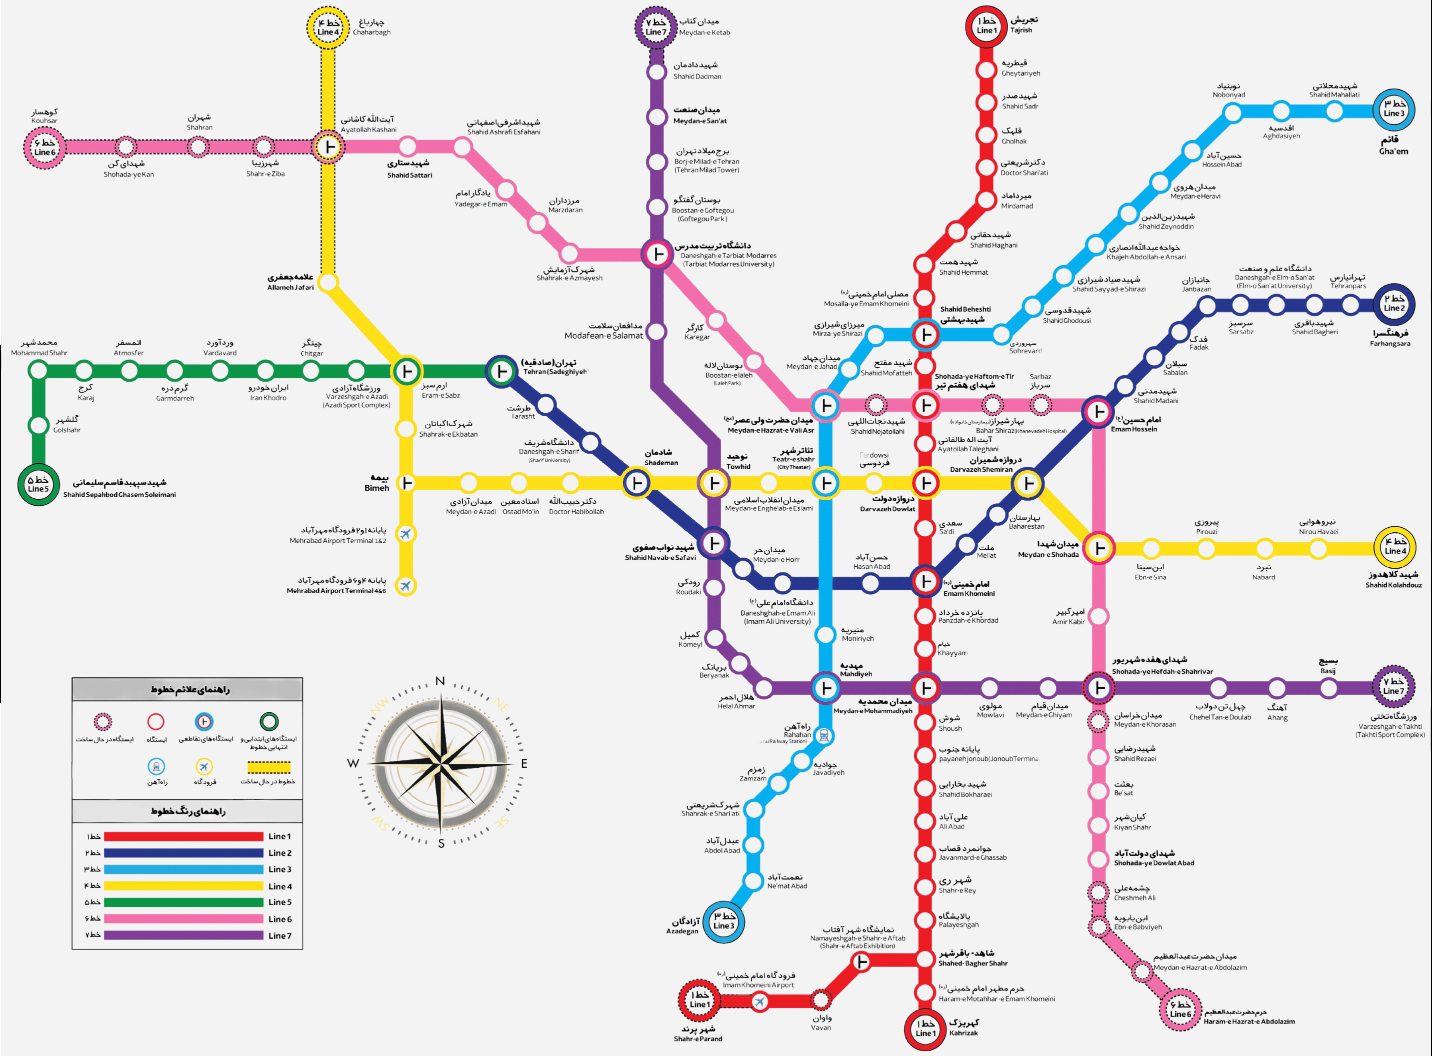 خط ۴
Line 4
چهارباغ
Chaharbagh
خط ۷
Line 7
میدان کتاب
Meydan-e Ketab
خط ۱
Line 1
تجریش
Tajrish
شهید دادمان
Shahid Dadman
میدان صنعت
Meydan-e San'at
برج میلاد تهران
Borj-e Milad-e Tehran
(Tehran Milad Tower)
بوستان گفتگو
Boostan-e Goftegou
(Goftegou Park)
دانشگاه تربیت مدرس
Daneshgah-e Tarbiat Modarres
(Tarbiat Modarres University)
مدافعان سلامت
Modafean-e Salamat
قیطریه
Gheytariyeh
شهید صدر
Shahid Sadr
قلهک
Gholhak
دکتر شریعتی
Doctor Shari'ati
میرداماد
Mirdamad
شهید حقانی
Shahid Haghani
شهید همت
Shahid Hemmat
مصلی امام خمینی (ره)
Mosalla-ye Emam Khomeini
شهید بهشتی
Shahid Beheshti
شهید مفتح
Shahid Mofatteh
شهدای هفتم تیر
Shohada-ye Haftom-e Tir
خط ۳
Line 3
قائم
Gha'em
شهید محلاتی
Shahid Mahallati
اقدسیه
Aghdasiyeh
نوبنیاد
Nobonyad
حسین آباد
Hossein Abad
میدان هروی
Meydan-e Heravi
شهید زین الدین
Shahid Zeynoddin
خواجه عبدالله انصاری
Khajeh Abdollah-e Ansari
شهید صیاد شیرازی
Shahid Sayyad-e Shirazi
شهید قدوسی
Shahid Ghodousi
سهروردی
Sohrevardi
میرزای شیرازی
Mirza-ye Shirazi
میدان جهاد
Meydan-e Jahad
میدان حضرت ولی عصر (عج)
Meydan-e Hazrat-e Vali Asr
کوهسار
Kouhsar
خط ۶
Line 6
شهدای کن
Shohada-ye Kan
شهران
Shahran
شهر زیبا
Shahr-e Ziba
آیت الله کاشانی
Ayatollah Kashani
شهید ستاری
Shahid Sattari
شهید اشرفی اصفهانی
Shahid Ashrafi Esfahani
یادگار امام
Yadegar-e Emam
مرزداران
Marzdaran
شهرک آزمایش
Shahrak-e Azmayesh
کارگر
Karegar
بوستان لاله
Boostan-e laleh
(Laleh Park)
شهید نجات اللهی
Shahid Nejatollahi
بهار شیراز
Bahar Shiraz (Khanevadeh Hospital)
سرباز
Sarbaz
امام حسین (ع)
Emam Hossein
خط ۲
Line 2
فرهنگسرا
Farhangsara
تهرانپارس
Tehranpars
شهید باقری
Shahid Bagheri
دانشگاه علم و صنعت
Daneshgah-e Elm-o San'at
(Elm-o San'at University)
سرسبز
Sarsabz
جانبازان
Janbazan
فدک
Fadak
سبلان
Sabalan
شهید مدنی
Shahid Madani
علامه جعفری
Allameh Jafari
محمد شهر
Mohammad Shahr
کرج
Karaj
اتمسفر
Atmosfer
گرم دره
Garmdarreh
وردآورد
Vardavard
ایران خودرو
Iran Khodro
چیتگر
Chitgar
ورزشگاه آزادی
Varzeshgah-e Azadi
(Azadi Sport Complex)
ارم سبز
Eram-e Sabz
تهران (صادقیه)
Tehran (Sadeghiyeh)
گلشهر
Golshahr
خط ۵
Line 5
شهید سپهبد قاسم سلیمانی
Shahid Sepahbod Ghasem Soleimani
طرشت
Tarasht
دانشگاه شریف
Daneshgah-e Sharif
(Sharif University)
شادمان
Shademan
شهرک اکباتان
Shahrak-e Ekbatan
بیمه
Bimeh
پایانه ۱و۲ فرودگاه مهرآباد
Mehrabad Airport Terminal 1&2
پایانه ۴و۶ فرودگاه مهرآباد
Mehrabad Airport Terminal 4&6
میدان آزادی
Meydan-e Azadi
استاد معین
Ostad Mo'in
دکتر حبیب الله
Doctor Habibollah
توحید
Towhid
میدان انقلاب اسلامی
Meydan-e Enghelab-e Eslami
تئاتر شهر
Teatr-e shahr
(City Theater)
فردوسی
Ferdowsi
دروازه دولت
Darvazeh Dowlat
آیت اله طالقانی
Ayatollah Taleghani
دروازه شمیران
Darvazeh Shemiran
میدان شهدا
Meydan-e Shohada
ابن سینا
Ebn-e Sina
پیروزی
Pirouzi
نبرد
Nabard
نیرو هوایی
Nirou Havaei
خط ۴
Line 4
شهید کلاهدوز
Shahid Kolahdouz
شهید نواب صفوی
Shahid Navab-e Safavi
میدان حر
Meydan-e Horr
دانشگاه امام علی (ع)
Daneshghah-e Emam Ali
(Imam Ali University)
حسن آباد
Hasan Abad
امام خمینی (ره)
Emam Khomeini
سعدی
Sa'di
ملت
Mellat
بهارستان
Baharestan
رودکی
Roudaki
کمیل
Komeyl
بریانک
Beryanak
هلال احمر
Helal Ahmar
منیریه
Moniriyeh
مهدیه
Mahdiyeh
پانزده خرداد
Panzdah-e Khordad
خیام
Khayyam
میدان محمدیه
Meydan-e Mohammadiyeh
مولوی
Mowlavi
میدان قیام
Meydan-e Ghiyam
امیرکبیر
Amir Kabir
شهدای هفده شهریور
Shohada-ye Hefdah-e Shahrivar
چهل تن دولاب
Chehel Tan-e Doulab
آهنگ
Ahang
بسیج
Basij
خط ۷
Line 7
ورزشگاه تختی
Varzeshgah-e Takhti
(Takhti Sport Complex)
راه آهن
Rahahan
جوادیه
Javadiyeh
زمزم
Zamzam
شهرک شریعتی
Shahrak-e Shari'ati
عبدل آباد
Abdol Abad
نعمت آباد
Ne'mat Abad
خط ۳
Line 3
آزادگان
Azadegan
شوش
Shoush
پایانه جنوب
payaneh jonoub (Jonoub Terminal
شهید بخارایی
Shahid Bokharaei
علی آباد
Ali Abad
جوانمرد قصاب
Javanmard-e Ghassab
شهر ری
Shahr-e Rey
پالایشگاه
Palayeshgah
شاهد- باقرشهر
Shahed- Bagher Shahr
حرم مطهر امام خمینی (ره)
Haram-e Motahhar-e Emam Khomeini
خط ۱
Line 1
کهریزک
Kahrizak
نمایشگاه شهر آفتاب
Namayeshgah-e Shahr-e Aftab
(Shahr-e Aftab Exhibition)
واوان
Vavan
فرودگاه امام خمینی (ره)
Imam Khomeini Airport
خط ۱
Line 1
شهر پرند
Shahr-e Parand
میدان خراسان
Meydan-e Khorasan
شهید رضایی
Shahid Rezaei
بعثت
Be'sat
کیان شهر
Kiyan Shahr
شهدای دولت آباد
Shohada-ye Dowlat Abad
چشمه علی
Cheshmeh Ali
ابن بابویه
Ebn-e Babviyeh
میدان حضرت عبدالعظیم
Meydan-e Hazrat-e Abdolazim
خط ۶
Line 6
حرم حضرت عبدالعظیم
Haram-e Hazrat-e Abdolazim
راهنمای علائم خطوط
ایستگاه در حال ساخت
ایستگاه
ایستگاه های تقاطعی
ایستگاه های ابتدایی و
انتهایی خطوط
راه آهن
فرودگاه
خطوط در حال ساخت
راهنمای رنگ خطوط
خط ۱
Line 1
خط ۲
Line 2
خط ۳
Line 3
خط ۴
Line 4
خط ۵
Line 5
خط ۶
Line 6
خط ۷
Line 7
N
NE
E
SE
S
SW
W
NW